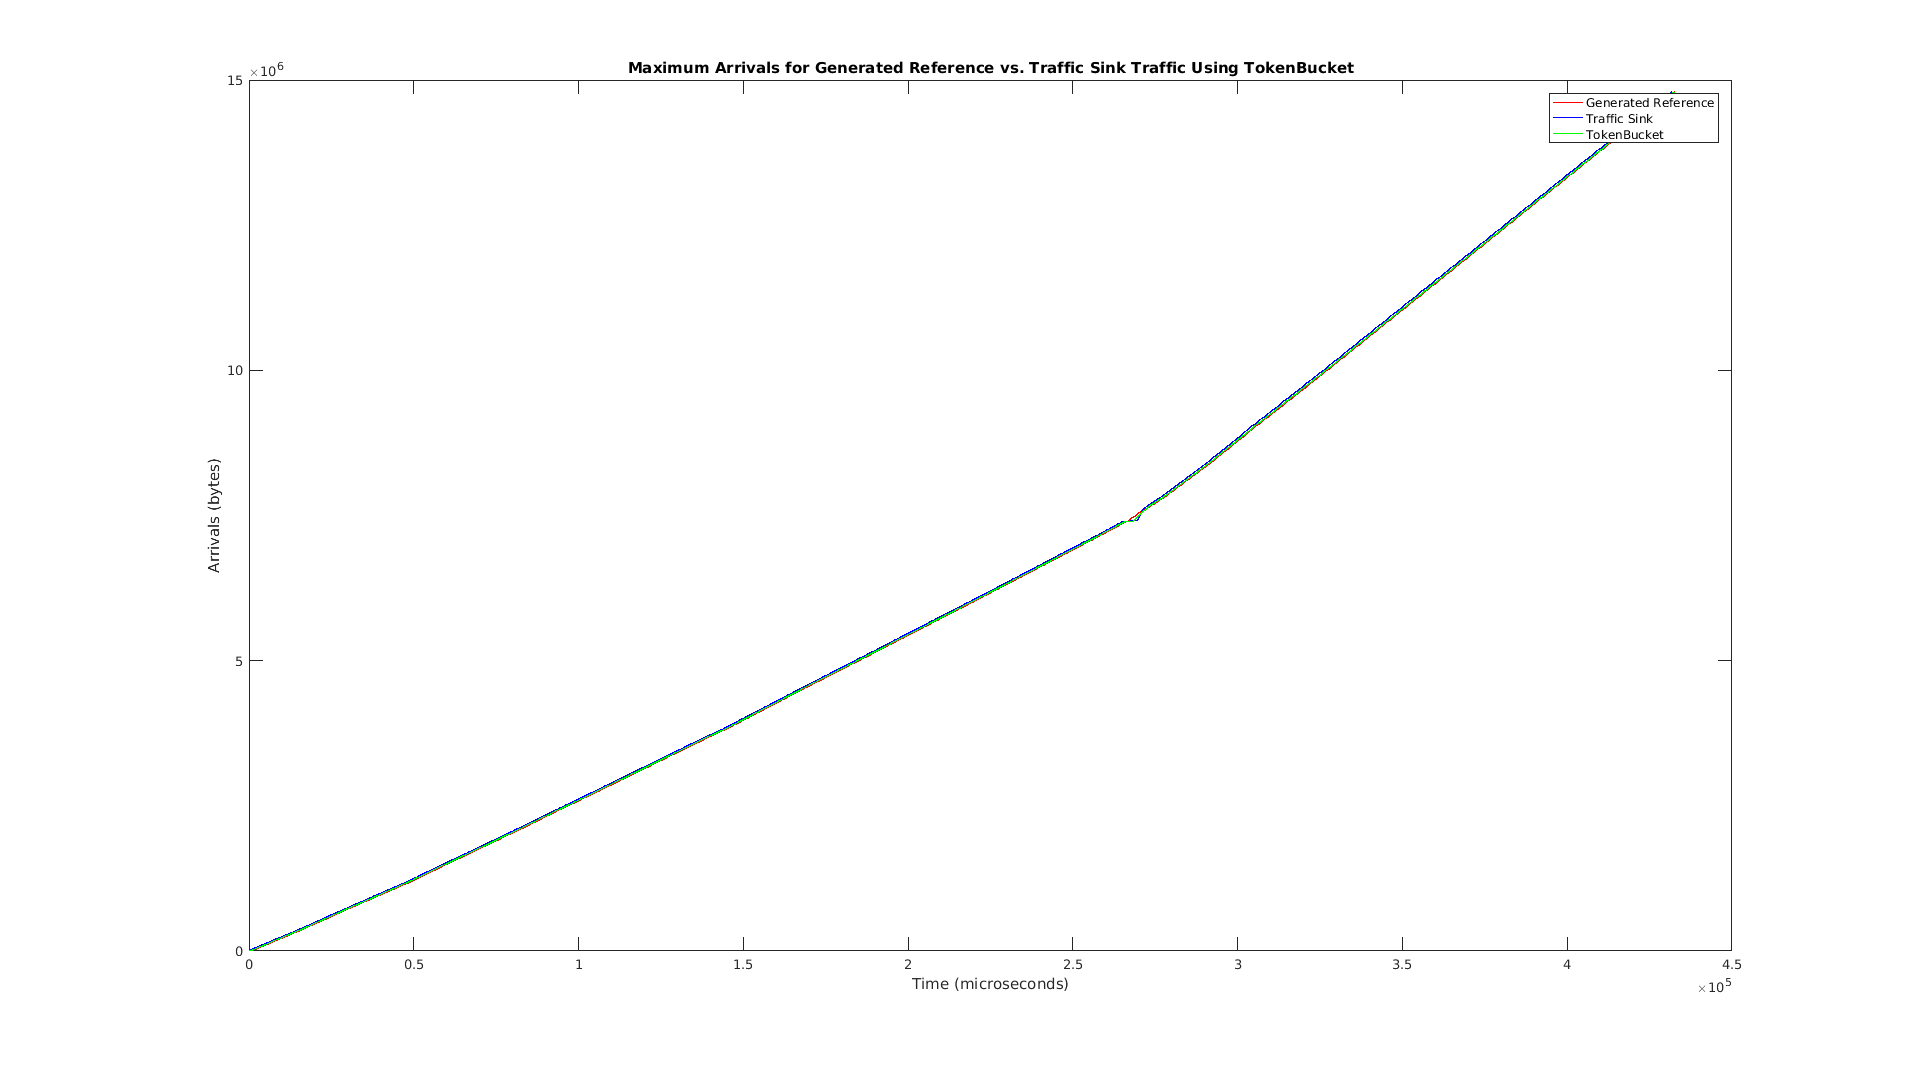 Maximum Arrivals for Generated Reference vs. Traffic Sink Traffic Using TokenBucket
×10^6
15
10
5
0
Arrivals (bytes)
Generated Reference
Traffic Sink
TokenBucket
0 0.5 1 1.5 2 2.5 3 3.5 4 4.5
Time (microseconds)
×10^5